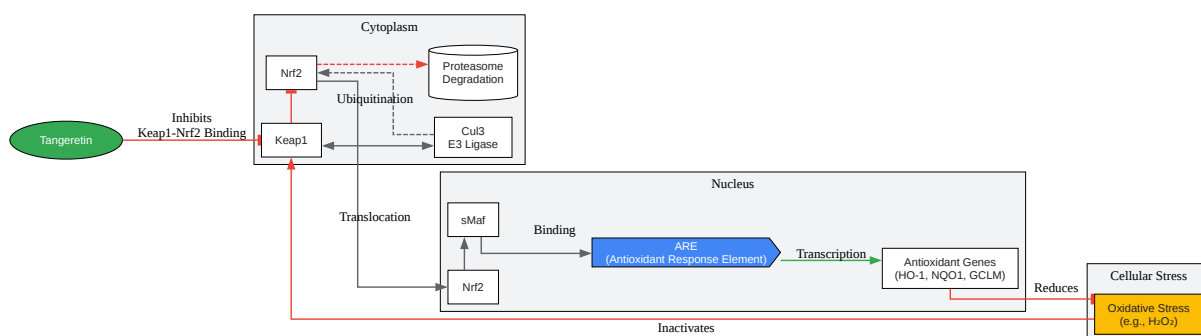 Cytoplasm
Nrf2
Proteasome
Degradation
Ubiquitination
Inhibits
Keap1-Nrf2 Binding
Tangeretin
Keap1
Cul3
E3 Ligase
Nucleus
Translocation
sMaf
Binding
ARE
(Antioxidant Response Element)
Transcription
Antioxidant Genes
(HO-1, NQO1, GCLM)
Nrf2
Cellular Stress
Reduces
Oxidative Stress
(e.g., H₂O₂)
Inactivates